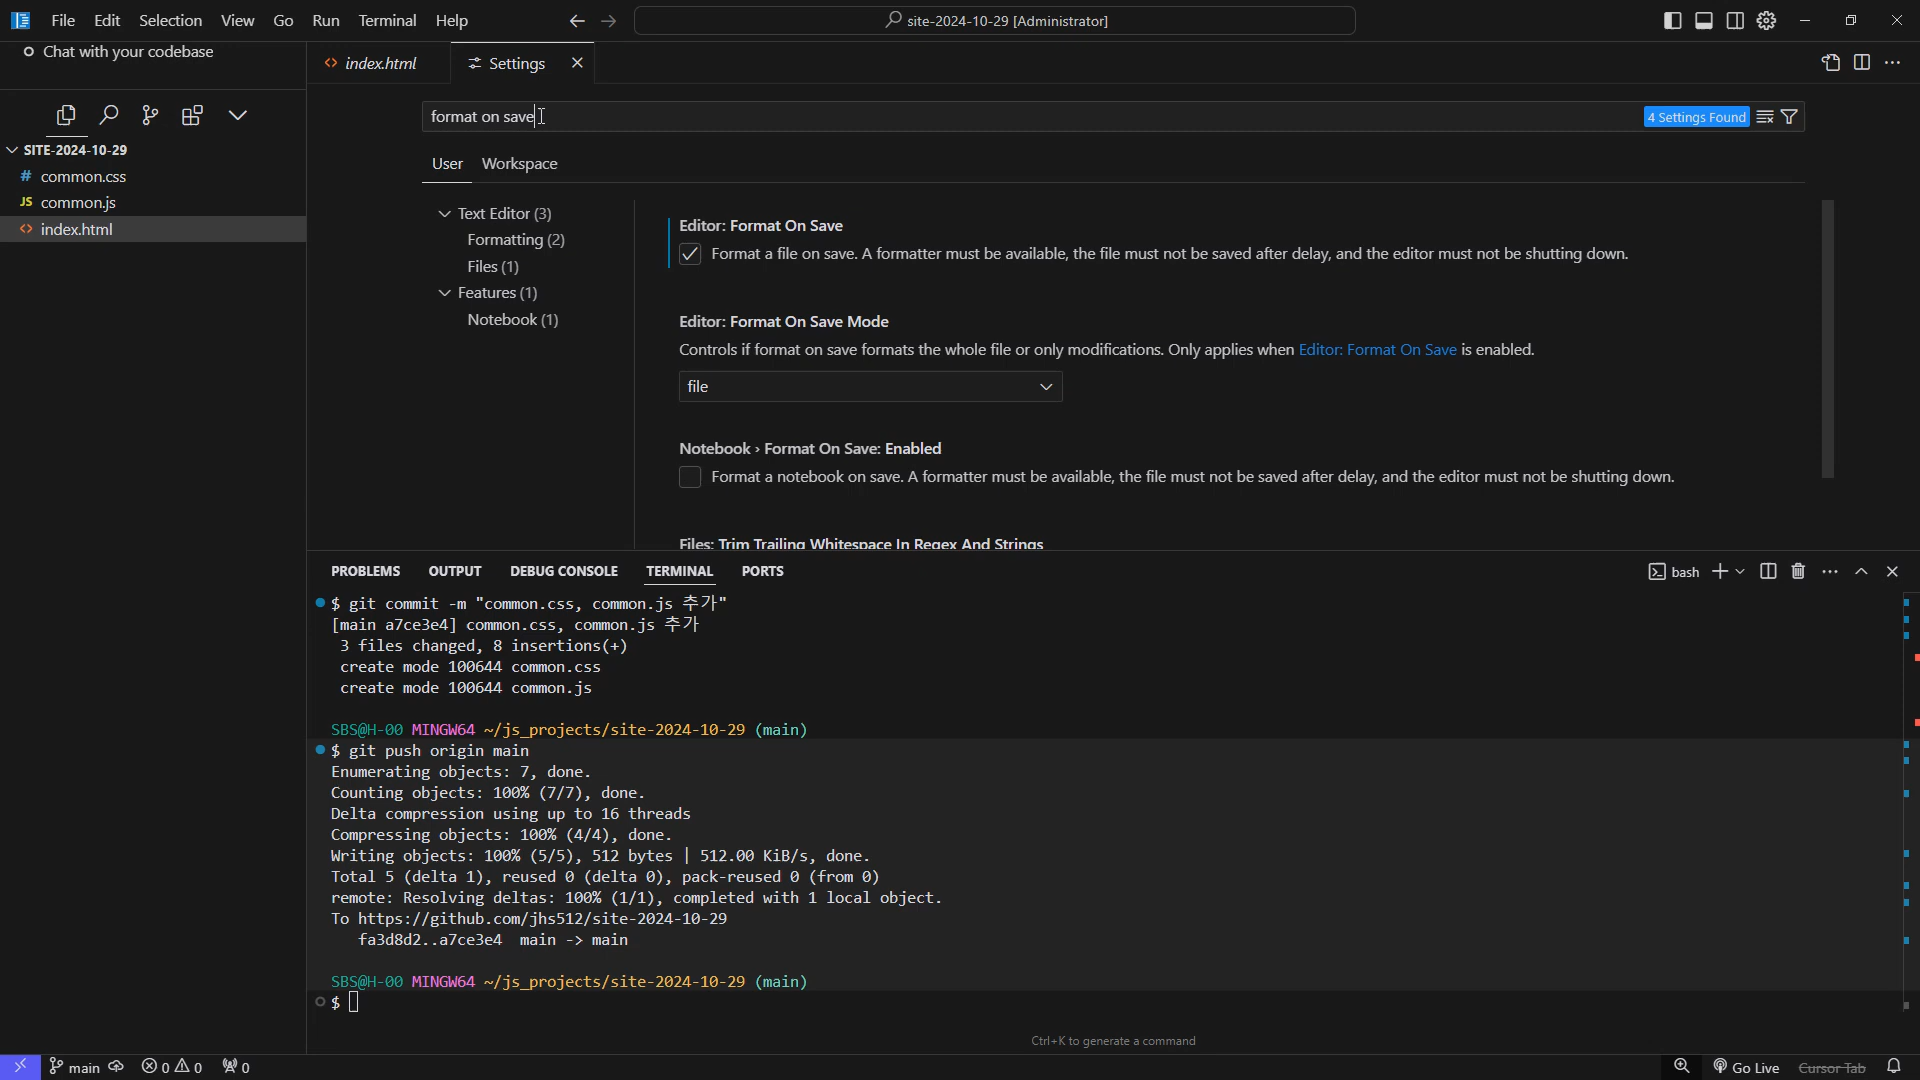 File Edit Selection View Go Run Terminal Help
site-2024-10-29 [Administrator]
Chat with your codebase
SITE-2024-10-29
# common.css
JS common.js
<> index.html
<> index.html
Settings
format on save
4 Settings Found
User Workspace
Text Editor (3)
Formatting (2)
Files (1)
Features (1)
Notebook (1)
Editor: Format On Save
Format a file on save. A formatter must be available, the file must not be saved after delay, and the editor must not be shutting down.
Editor: Format On Save Mode
Controls if format on save formats the whole file or only modifications. Only applies when Editor: Format On Save is enabled.
file
Notebook › Format On Save: Enabled
Format a notebook on save. A formatter must be available, the file must not be saved after delay, and the editor must not be shutting down.
Files: Trim Trailing Whitespace In Regex And Strings
PROBLEMS OUTPUT DEBUG CONSOLE TERMINAL PORTS
bash
$ git commit -m "common.css, common.js 추가"
[main a7ce3e4] common.css, common.js 추가
3 files changed, 8 insertions(+)
create mode 100644 common.css
create mode 100644 common.js
SBS@H-00 MINGW64 ~/js_projects/site-2024-10-29 (main)
$ git push origin main
Enumerating objects: 7, done.
Counting objects: 100% (7/7), done.
Delta compression using up to 16 threads
Compressing objects: 100% (4/4), done.
Writing objects: 100% (5/5), 512 bytes | 512.00 KiB/s, done.
Total 5 (delta 1), reused 0 (delta 0), pack-reused 0 (from 0)
remote: Resolving deltas: 100% (1/1), completed with 1 local object.
To https://github.com/jhs512/site-2024-10-29
fa3d8d2..a7ce3e4 main -> main
SBS@H-00 MINGW64 ~/js_projects/site-2024-10-29 (main)
$
Ctrl+K to generate a command
main 0 0 0
Go Live Cursor Tab